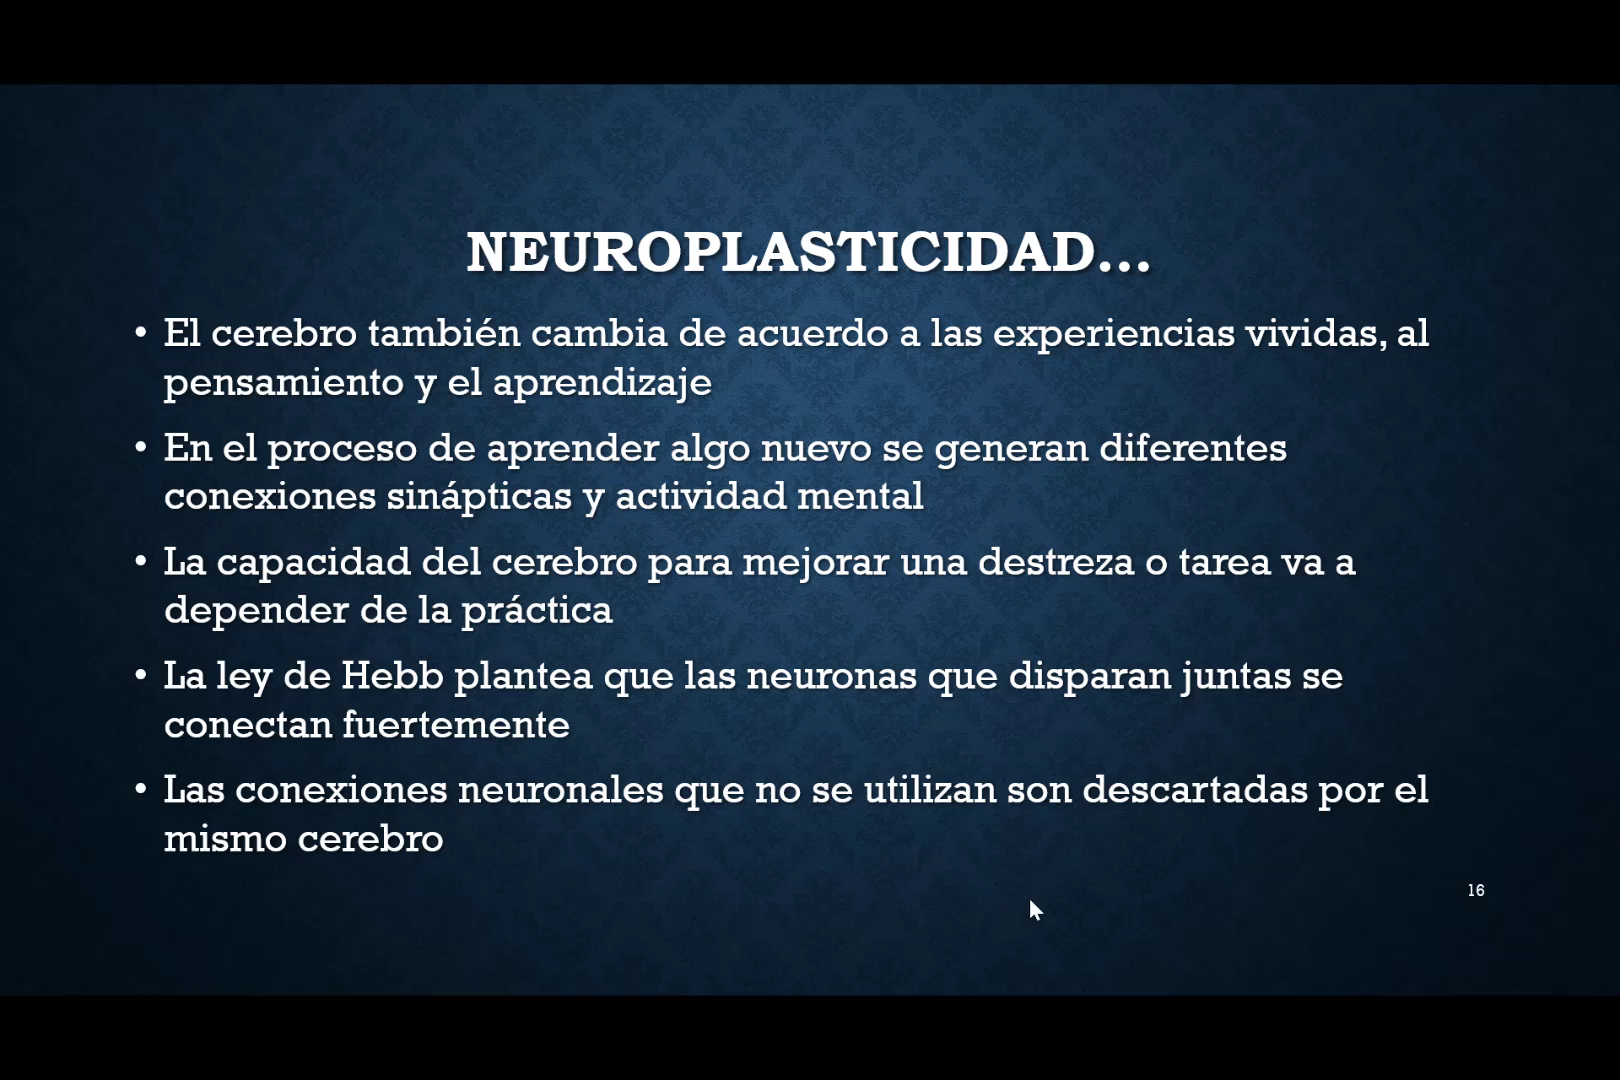 NEUROPLASTICIDAD...
• El cerebro también cambia de acuerdo a las experiencias vividas, al
pensamiento y el aprendizaje
• En el proceso de aprender algo nuevo se generan diferentes
conexiones sinápticas y actividad mental
• La capacidad del cerebro para mejorar una destreza o tarea va a
depender de la práctica
• La ley de Hebb plantea que las neuronas que disparan juntas se
conectan fuertemente
• Las conexiones neuronales que no se utilizan son descartadas por el
mismo cerebro
16